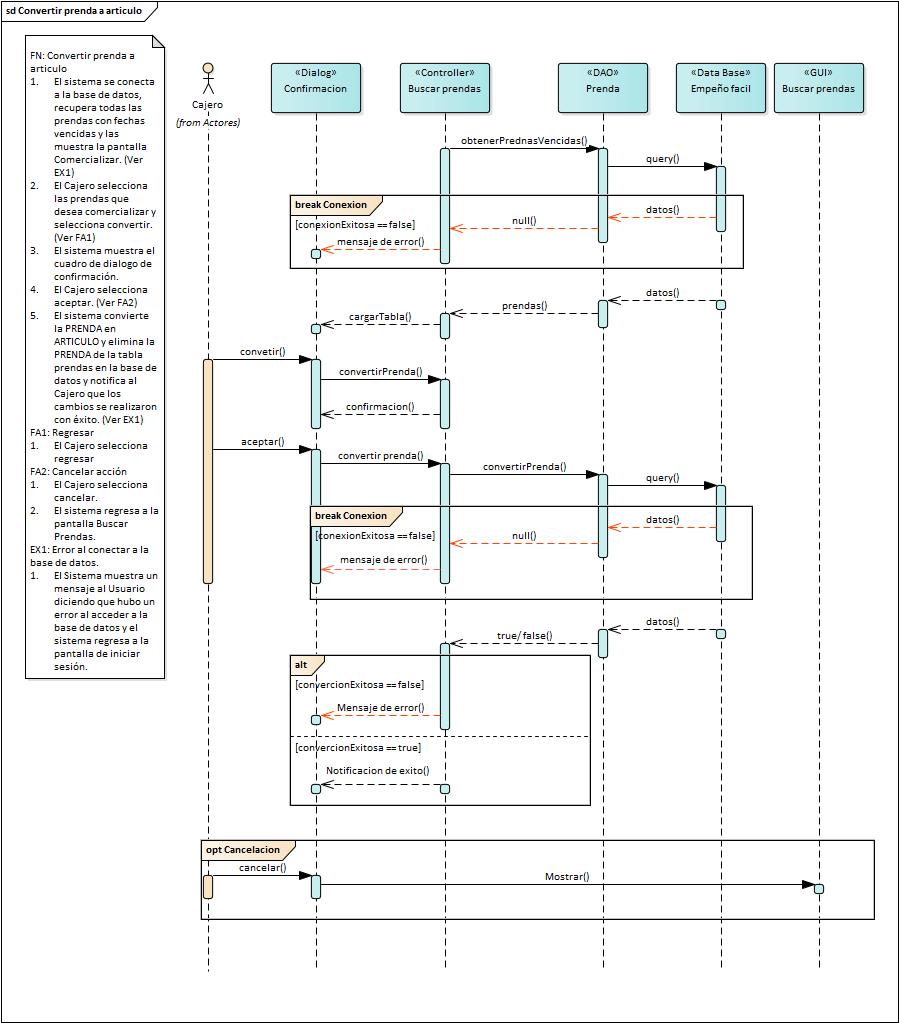 sd Convertir prenda a articulo
FN: Convertir prenda a
articulo
1. El sistema se conecta
a la base de datos,
recupera todas las
prendas con fechas
vencidas y las
muestra la pantalla
Comercializar. (Ver
EX1)
2. El Cajero selecciona
las prendas que
desea comercializar y
selecciona convertir.
(Ver FA1)
3. El sistema muestra el
cuadro de dialogo de
confirmación.
4. El Cajero selecciona
aceptar. (Ver FA2)
5. El sistema convierte
la PRENDA en
ARTICULO y elimina la
PRENDA de la tabla
prendas en la base de
datos y notifica al
Cajero que los
cambios se realizaron
con éxito. (Ver EX1)
FA1: Regresar
1. El Cajero selecciona
regresar
FA2: Cancelar acción
1. El Cajero selecciona
cancelar.
2. El sistema regresa a la
pantalla Buscar
Prendas.
EX1: Error al conectar a la
base de datos.
1. El Sistema muestra un
mensaje al Usuario
diciendo que hubo un
error al acceder a la
base de datos y el
sistema regresa a la
pantalla de iniciar
sesión.
Cajero
(from Actores)
«Dialog»
Confirmacion
«Controller»
Buscar prendas
«DAO»
Prenda
«Data Base»
Empeño facil
«GUI»
Buscar prendas
obtenerPrednasVencidas()
query()
break Conexion
datos()
[conexionExitosa ==false]
null()
mensaje de error()
datos()
prendas()
cargarTabla()
convetir()
convertirPrenda()
confirmacion()
aceptar()
convertir prenda()
convertirPrenda()
query()
break Conexion
datos()
[conexionExitosa ==false]
null()
mensaje de error()
datos()
true/false()
alt
[convercionExitosa ==false]
Mensaje de error()
[convercionExitosa ==true]
Notificacion de exito()
opt Cancelacion
cancelar()
Mostrar()